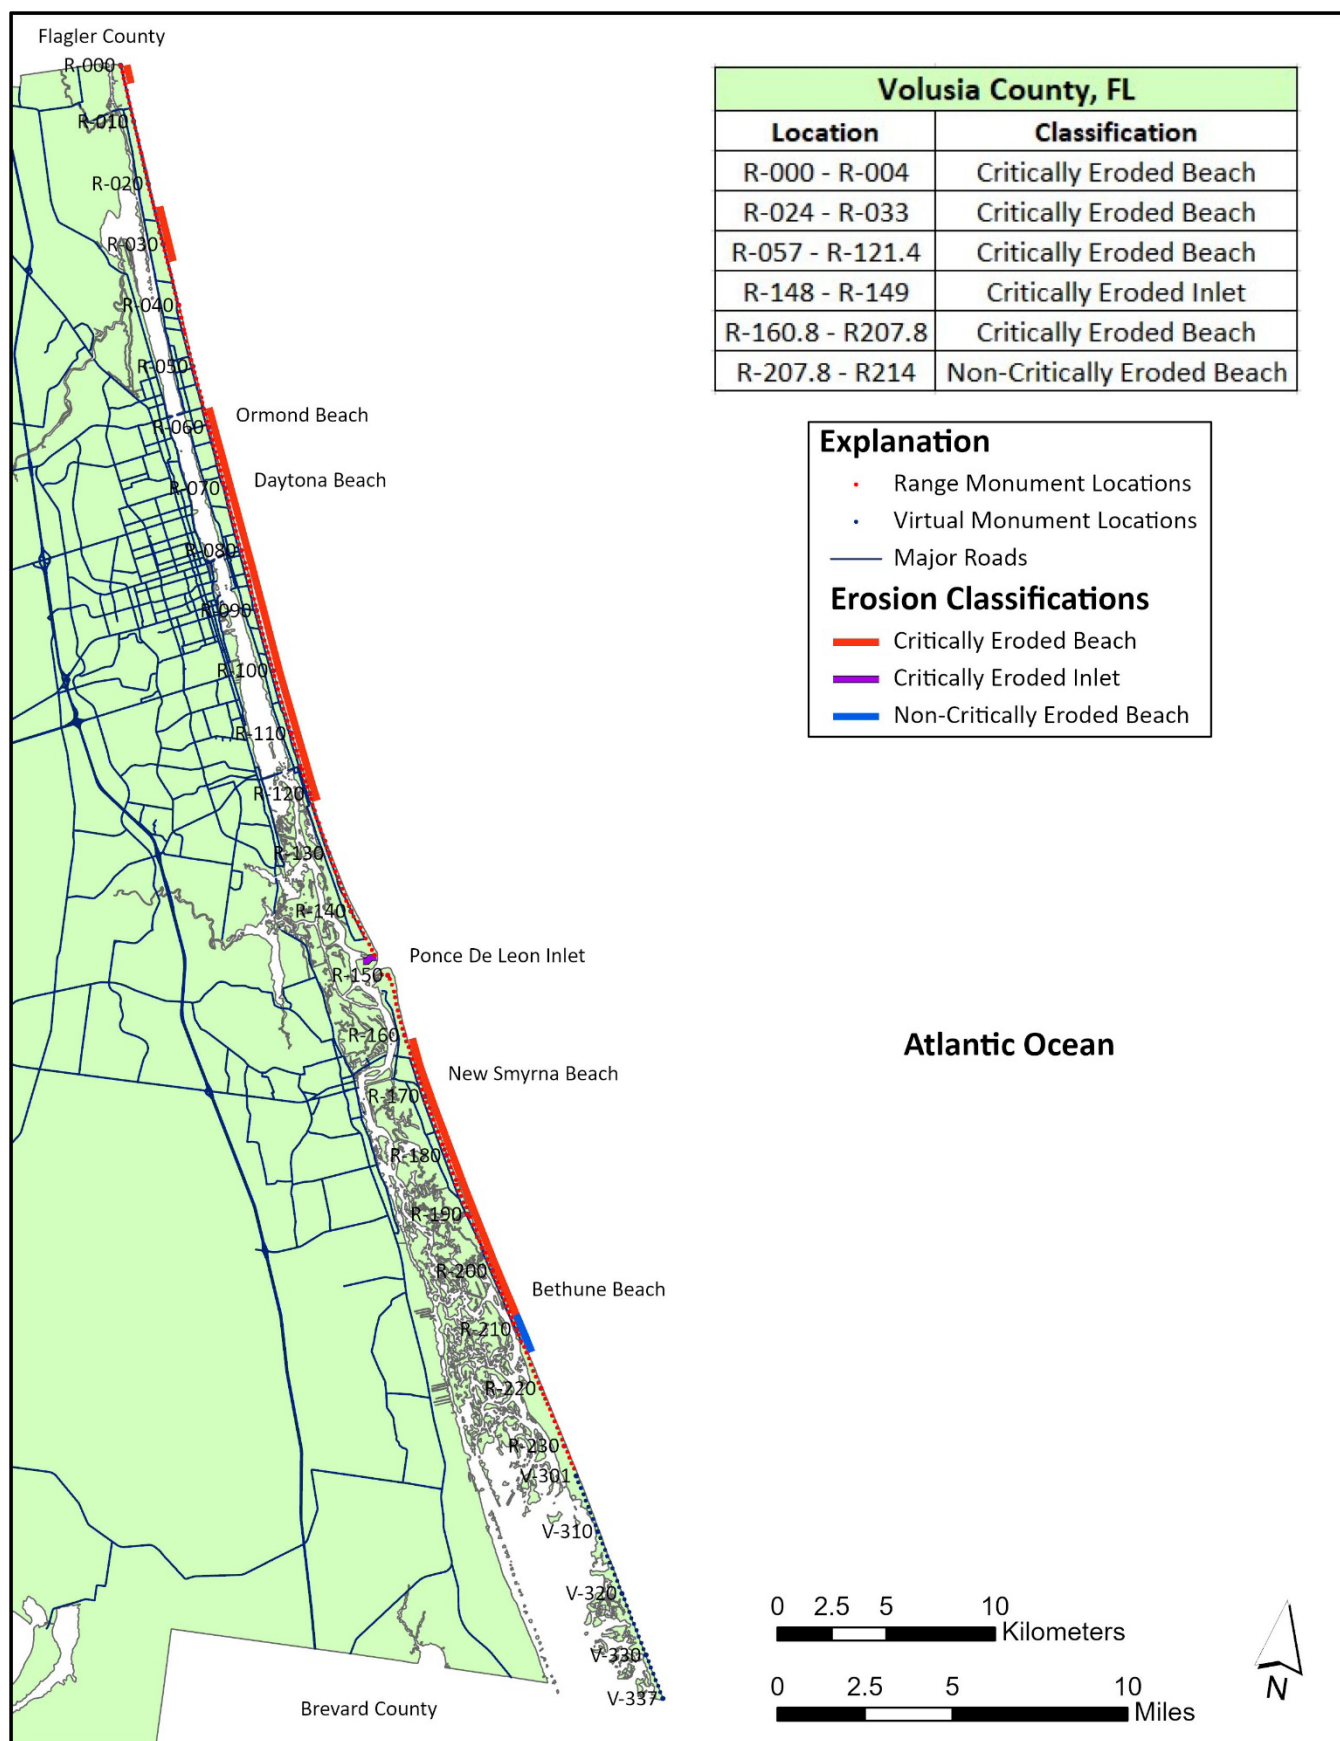 Flagler County
R-000
R-010
R-020
R-030
R-040
R-050
R-060
R-070
R-080
R-090
R-100
R-110
R-120
R-130
R-140
R-150
R-160
R-170
R-180
R-190
R-200
R-210
R-220
R-230
V-301
V-310
V-320
V-330
V-337
Ormond Beach
Daytona Beach
Ponce De Leon Inlet
New Smyrna Beach
Bethune Beach
Brevard County
Volusia County, FL
Location Classification
R-000 - R-004 Critically Eroded Beach
R-024 - R-033 Critically Eroded Beach
R-057 - R-121.4 Critically Eroded Beach
R-148 - R-149 Critically Eroded Inlet
R-160.8 - R207.8 Critically Eroded Beach
R-207.8 - R214 Non-Critically Eroded Beach
Explanation
Range Monument Locations
Virtual Monument Locations
Major Roads
Erosion Classifications
Critically Eroded Beach
Critically Eroded Inlet
Non-Critically Eroded Beach
Atlantic Ocean
0 2.5 5 10
Kilometers
0 2.5 5 10
Miles
N